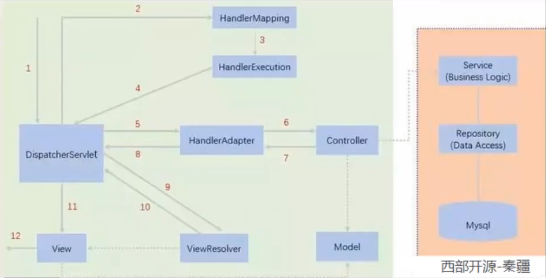 2
HandlerMapping
3
1
HandlerExecution
4
Service
(Business Logic)
5
6
DispatcherServlet
HandlerAdapter
Controller
Repository
(Data Access)
8
7
9
10
11
12
View
ViewResolver
Model
Mysql
西部开源-秦疆